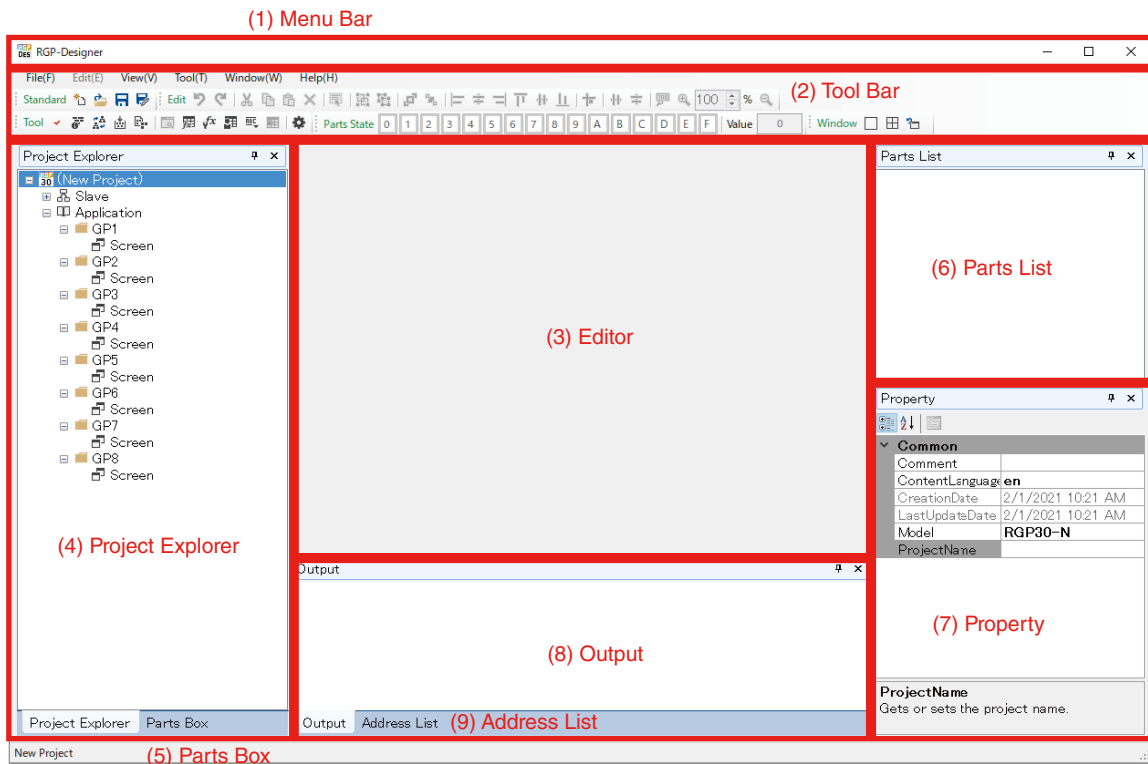 (1) Menu Bar
RGP DES RGP-Designer
File(F) Edit(E) View(V) Tool(T) Window(W) Help(H)
Standard Edit 100 % (2) Tool Bar
Tool Parts State 0 1 2 3 4 5 6 7 8 9 A B C D E F Value 0 Window
Project Explorer
30 (New Project)
Slave
Application
GP1
Screen
GP2
Screen
GP3
Screen
GP4
Screen
GP5
Screen
GP6
Screen
GP7
Screen
GP8
Screen
(4) Project Explorer
Project Explorer Parts Box
(3) Editor
Output
(8) Output
Output Address List (9) Address List
Parts List
(6) Parts List
Property
Common
Comment
ContentLanguage en
CreationDate 2/1/2021 10:21 AM
LastUpdateDate 2/1/2021 10:21 AM
Model RGP30-N
ProjectName
(7) Property
ProjectName
Gets or sets the project name.
New Project
(5) Parts Box